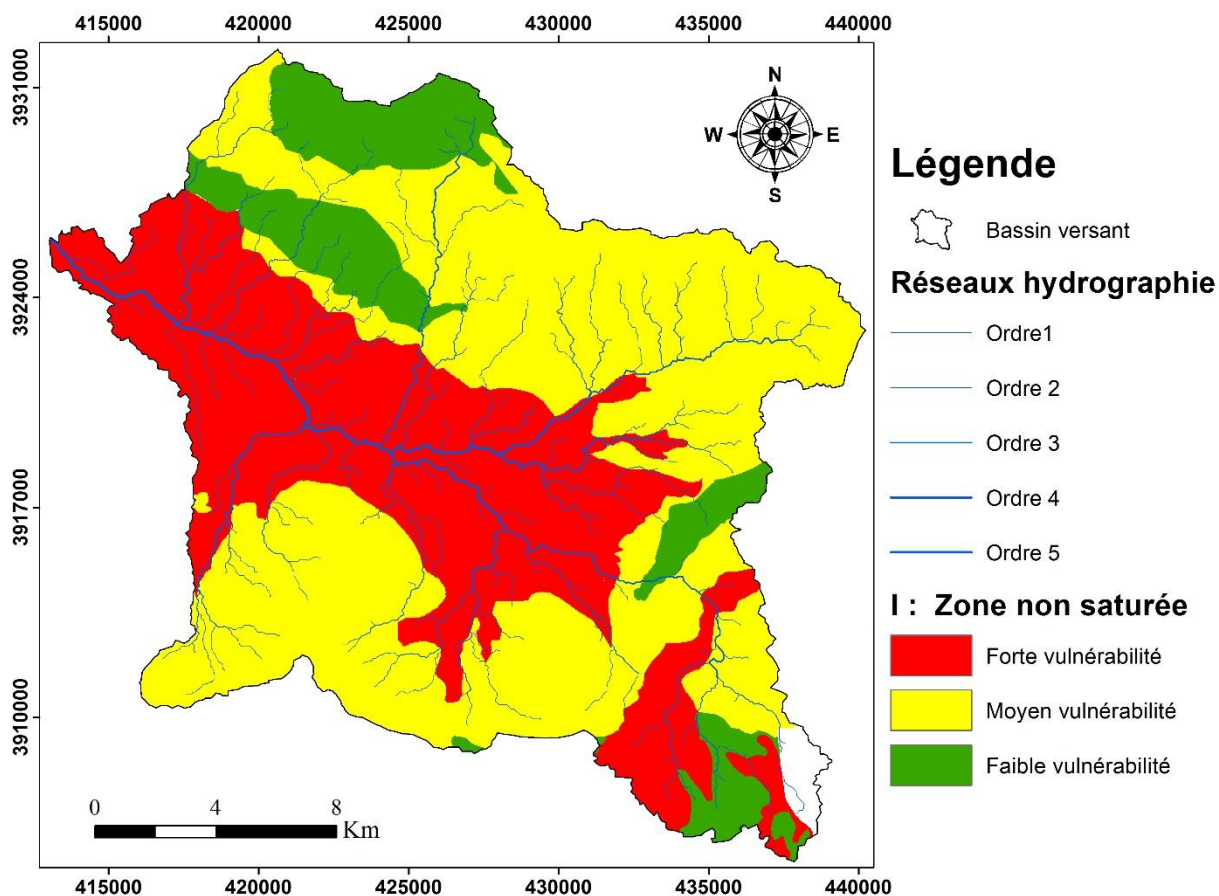 415000 420000 425000 430000 435000 440000
3931000
3924000
3917000
3910000
N
W E
S
0 4 8
Km
415000 420000 425000 430000 435000 440000
Légende
Bassin versant
Réseaux hydrographie
Ordre1
Ordre 2
Ordre 3
Ordre 4
Ordre 5
I : Zone non saturée
Forte vulnérabilité
Moyen vulnérabilité
Faible vulnérabilité